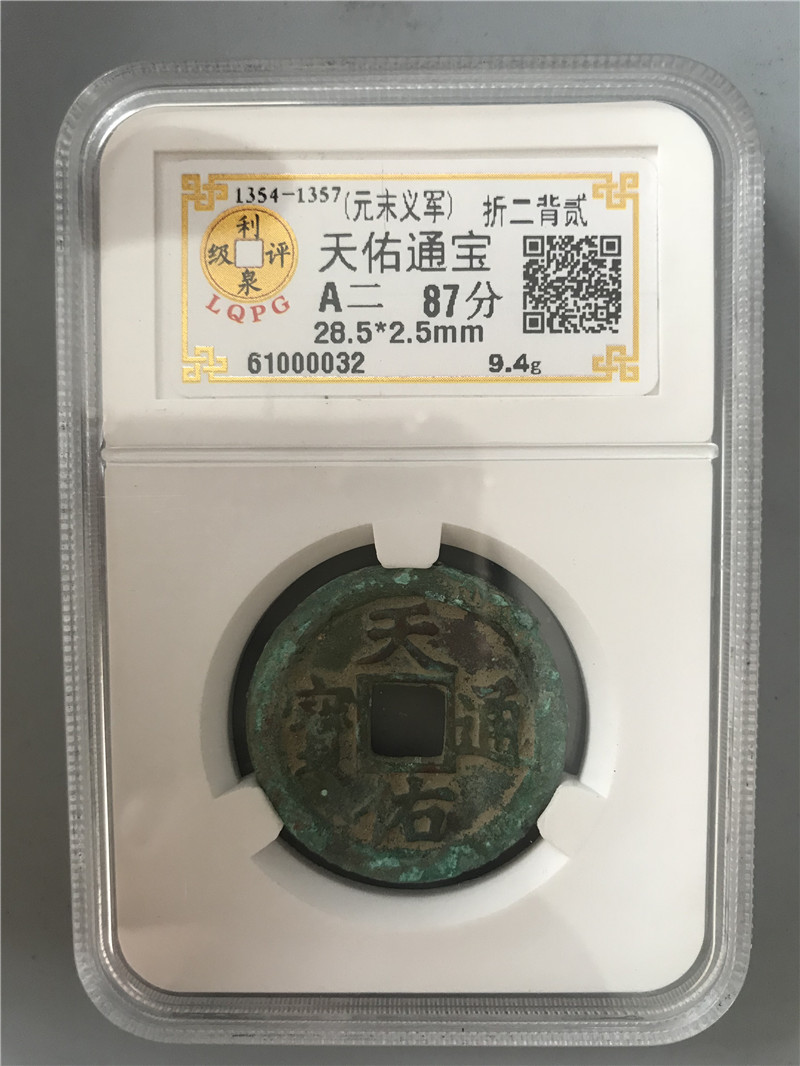 1354-1357(元末义军) 折二背贰
利泉评级
LQPG
天佑通宝
A二 87分
28.5*2.5mm
61000032 9.4g
天佑通寳